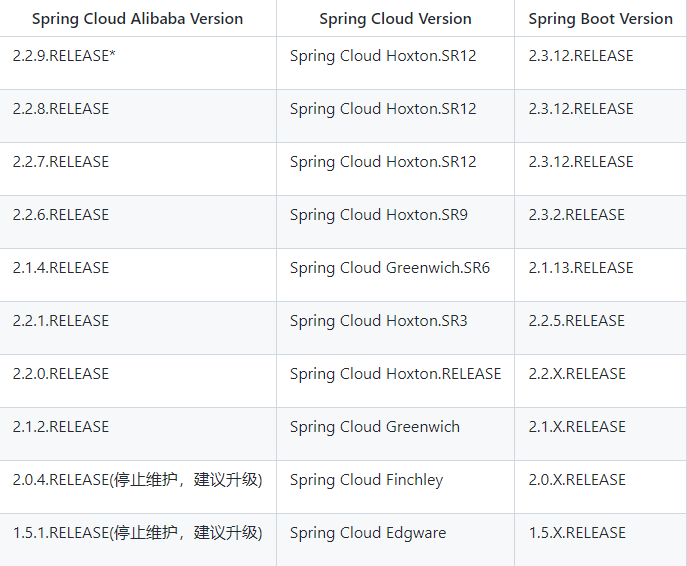 Spring Cloud Alibaba Version Spring Cloud Version Spring Boot Version
2.2.9.RELEASE* Spring Cloud Hoxton.SR12 2.3.12.RELEASE
2.2.8.RELEASE Spring Cloud Hoxton.SR12 2.3.12.RELEASE
2.2.7.RELEASE Spring Cloud Hoxton.SR12 2.3.12.RELEASE
2.2.6.RELEASE Spring Cloud Hoxton.SR9 2.3.2.RELEASE
2.1.4.RELEASE Spring Cloud Greenwich.SR6 2.1.13.RELEASE
2.2.1.RELEASE Spring Cloud Hoxton.SR3 2.2.5.RELEASE
2.2.0.RELEASE Spring Cloud Hoxton.RELEASE 2.2.X.RELEASE
2.1.2.RELEASE Spring Cloud Greenwich 2.1.X.RELEASE
2.0.4.RELEASE(停止维护，建议升级) Spring Cloud Finchley 2.0.X.RELEASE
1.5.1.RELEASE(停止维护，建议升级) Spring Cloud Edgware 1.5.X.RELEASE